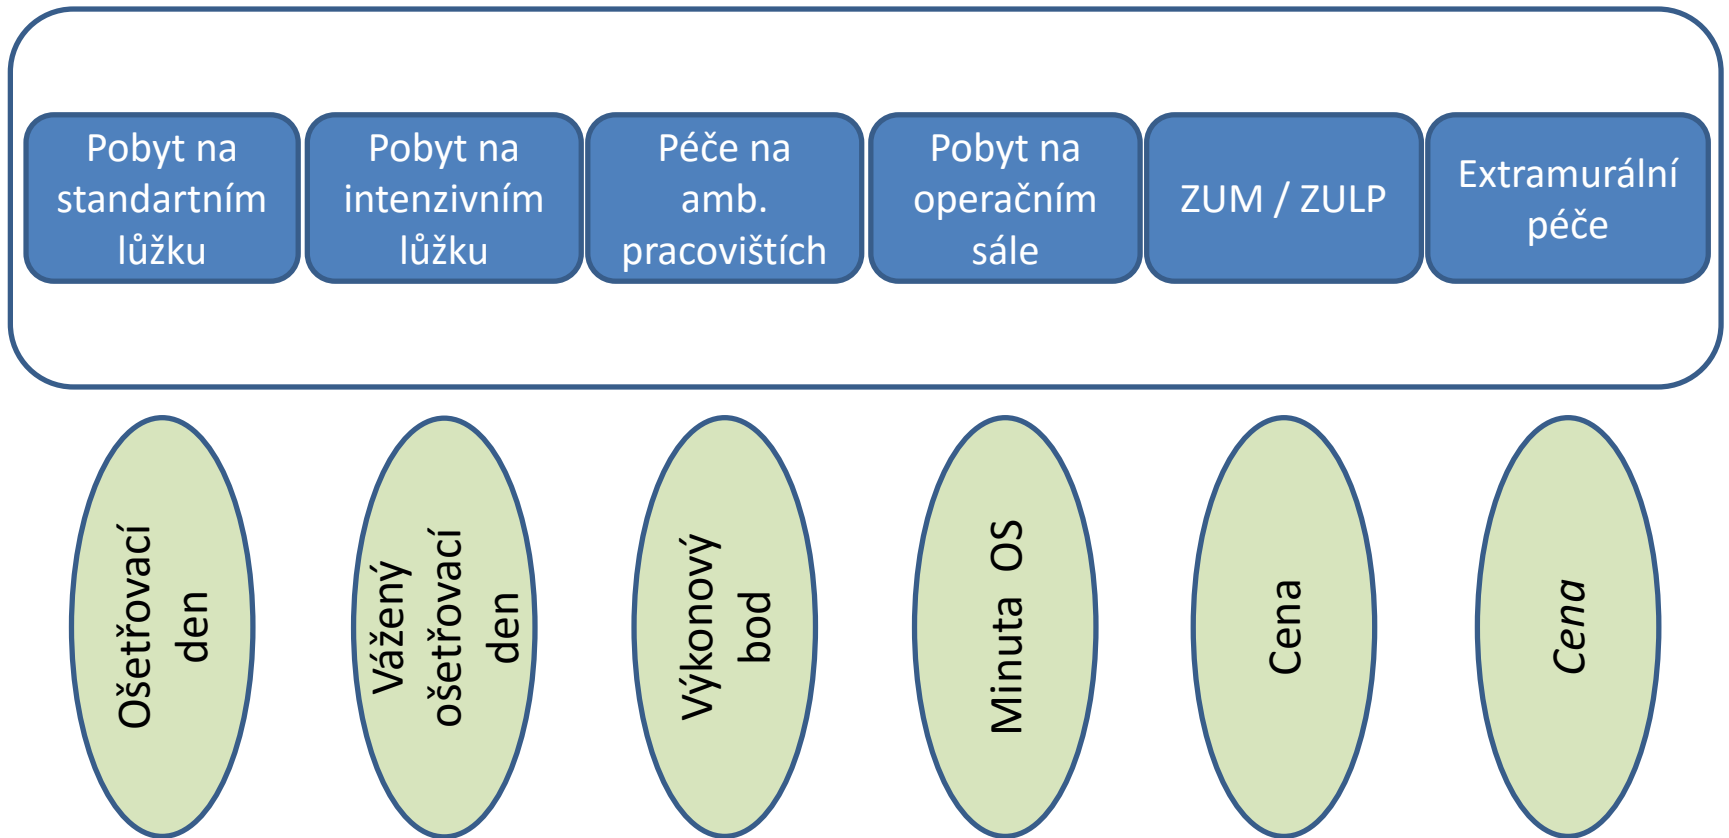 Pobyt na
standartním
lůžku
Pobyt na
intenzivním
lůžku
Péče na
amb.
pracovištích
Pobyt na
operačním
sále
ZUM / ZULP
Extramurální
péče
Ošetřovací
den
Vážený
ošetřovací
den
Výkonový
bod
Minuta OS
Cena
Cena